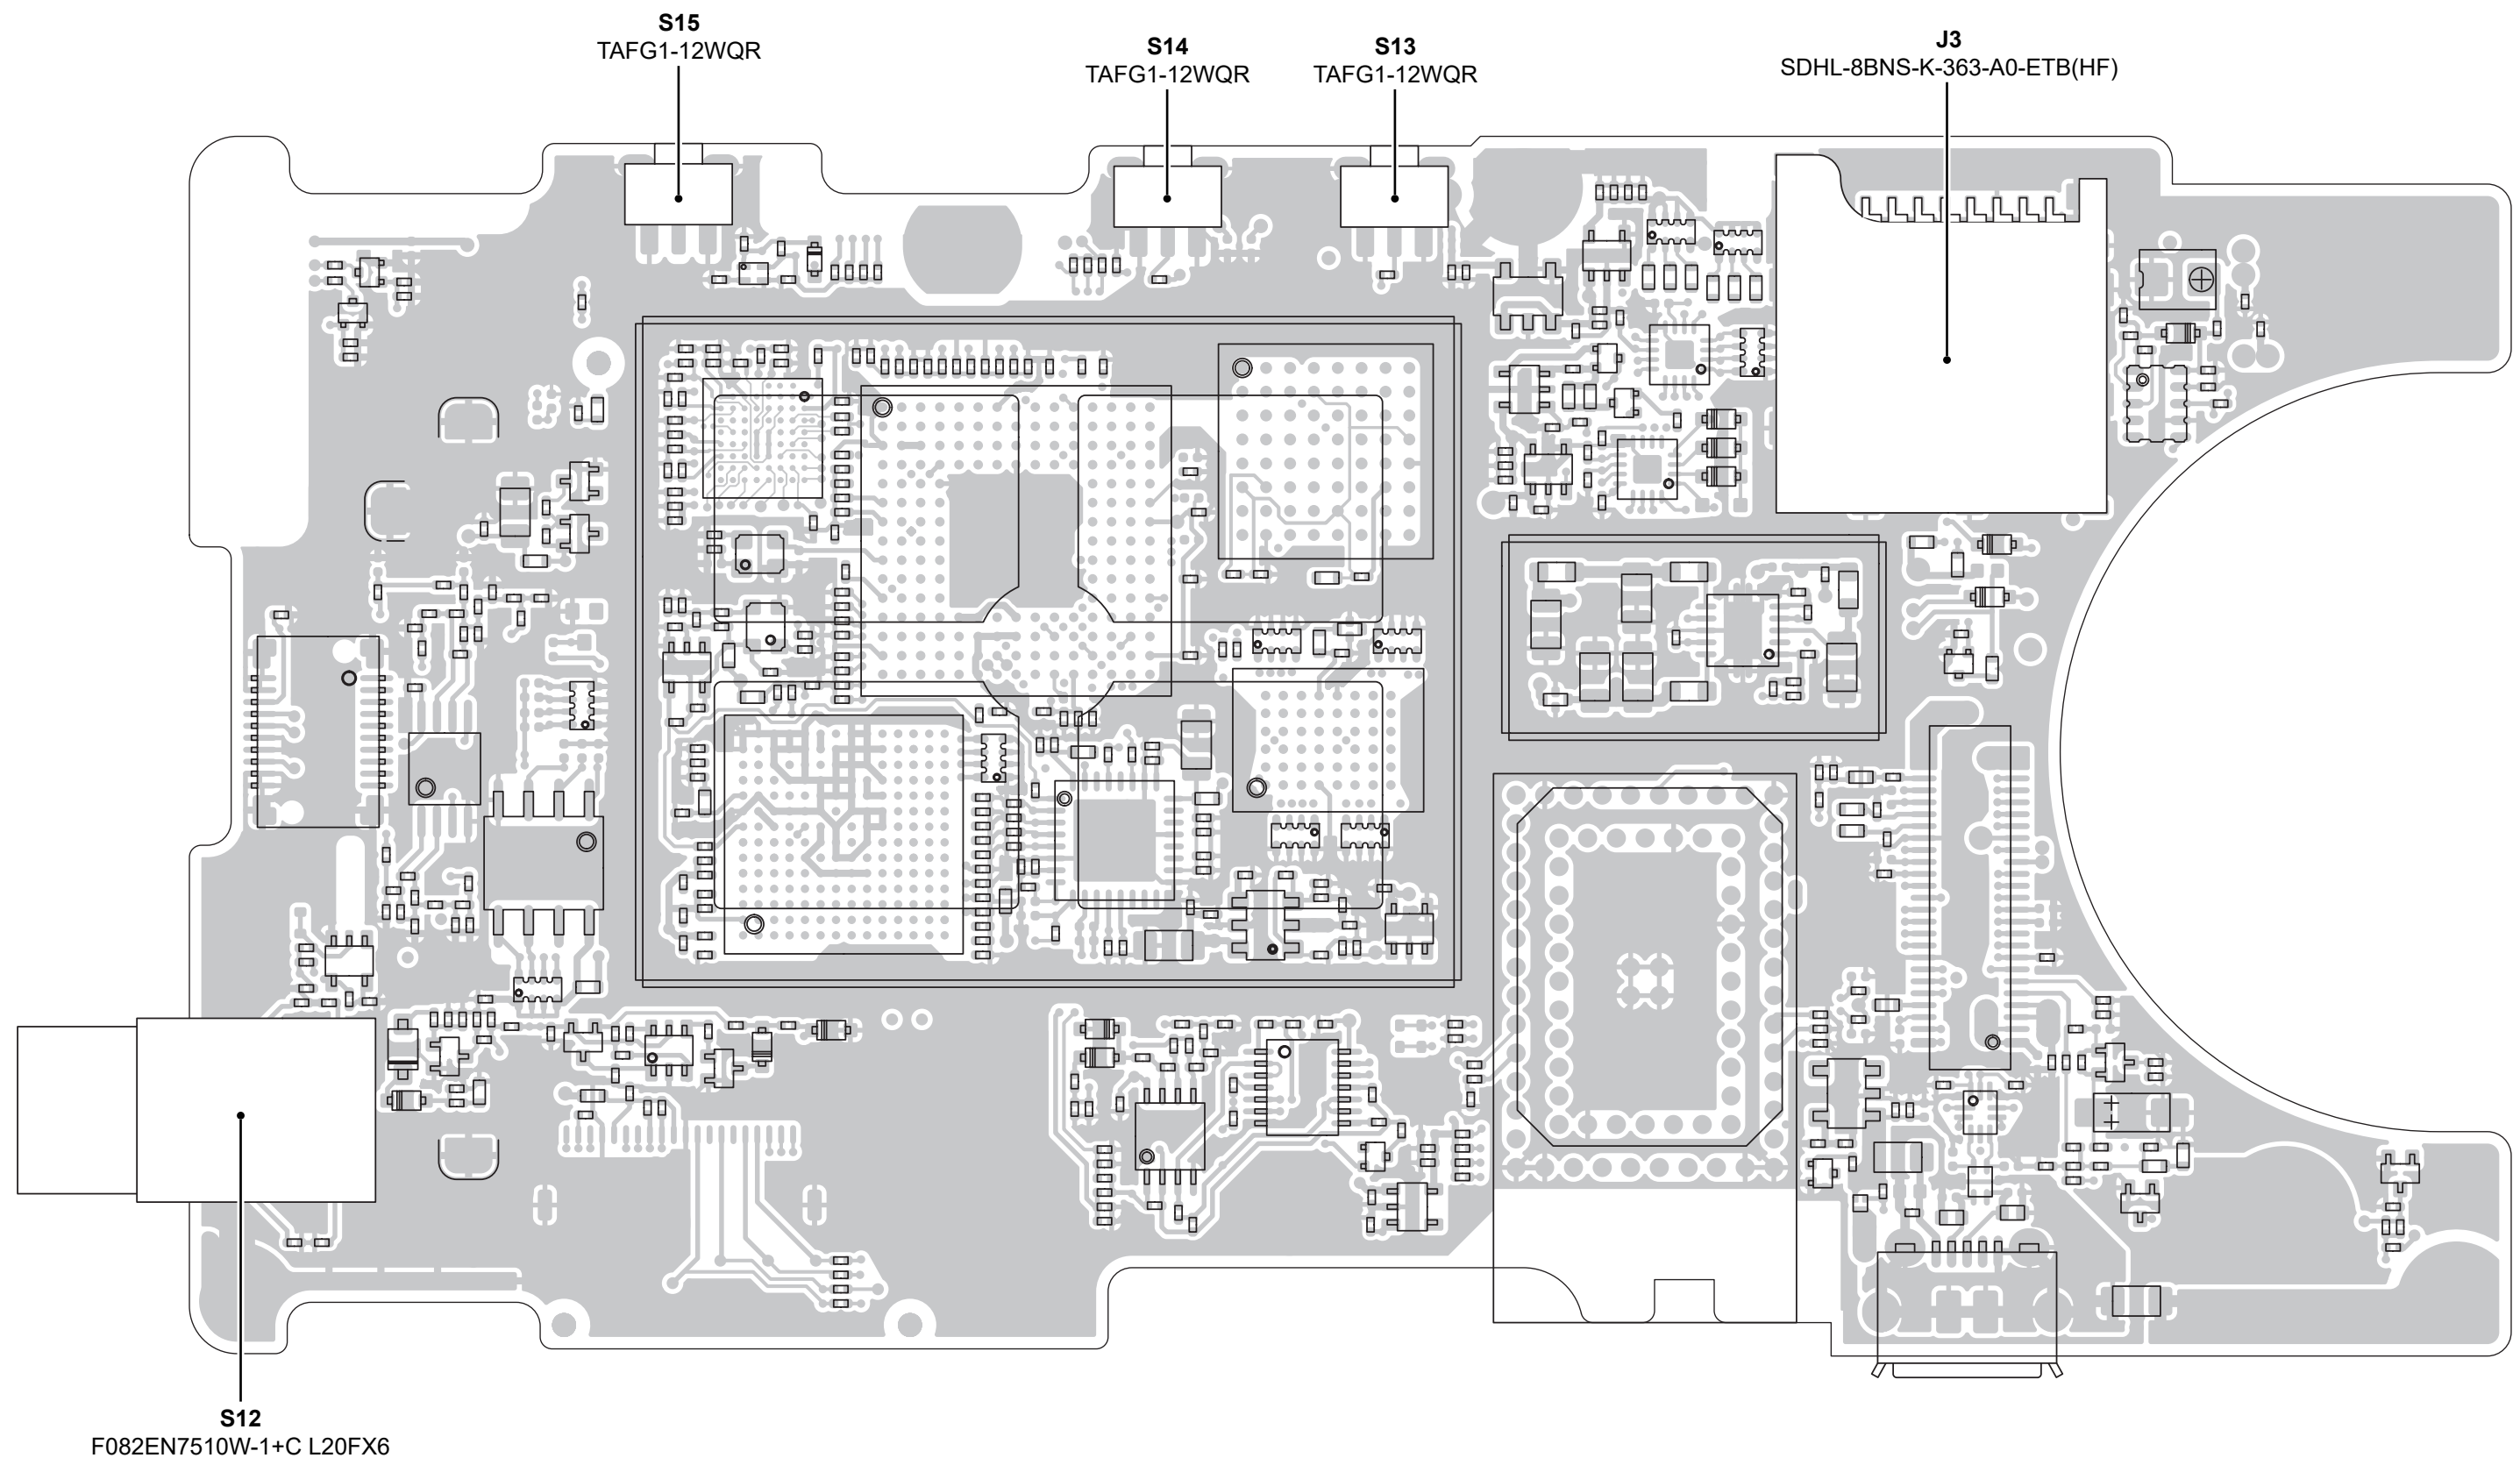 S15
TAFG1-12WQR
S14
TAFG1-12WQR
S13
TAFG1-12WQR
J3
SDHL-8BNS-K-363-A0-ETB(HF)
S12
F082EN7510W-1+C L20FX6